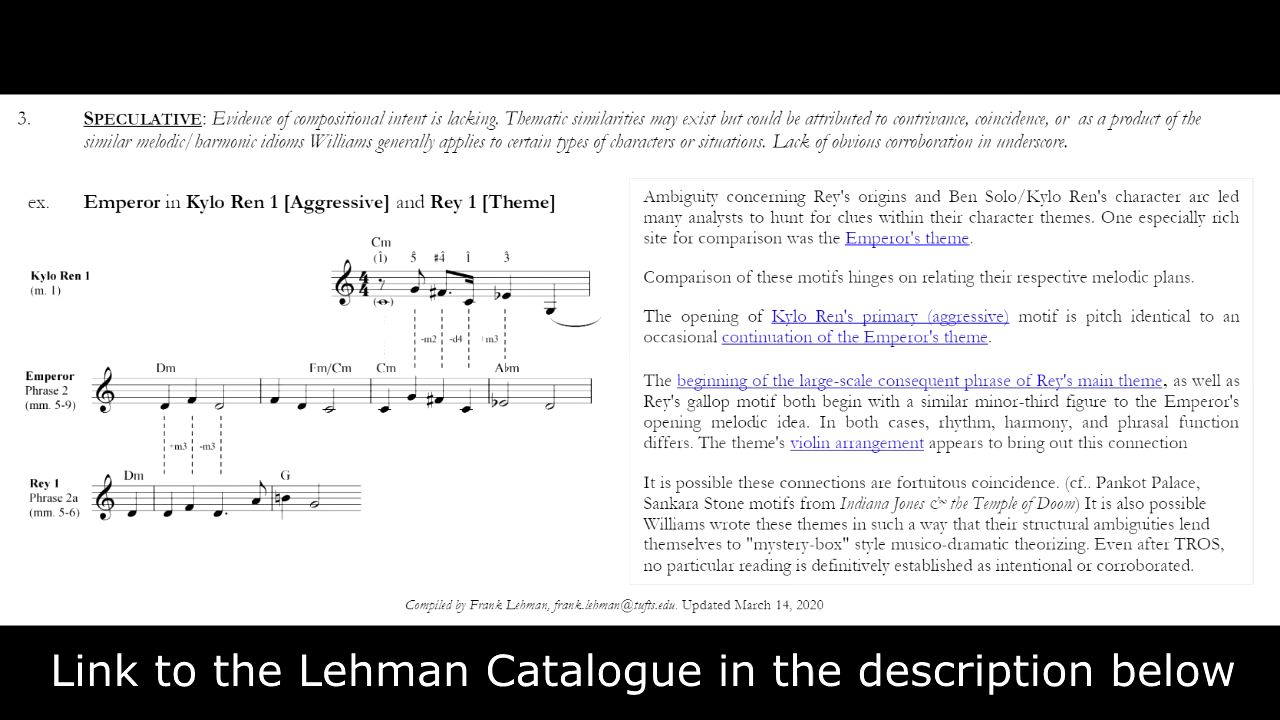 3. SPECULATIVE: Evidence of compositional intent is lacking. Thematic similarities may exist but could be attributed to contrivance, coincidence, or as a product of the
similar melodic/harmonic idioms Williams generally applies to certain types of characters or situations. Lack of obvious corroboration in underscore.
ex. Emperor in Kylo Ren 1 [Aggressive] and Rey 1 [Theme]
Cm
(1̂) 5̂ #4̂ 1̂ 3̂
Kylo Ren 1
(m. 1)
4
4
-m2 -d4 m3
Dm Fm/Cm Cm Abm
Emperor
Phrase 2
(mm. 5-9)
+m3 -m3
Dm G
Rey 1
Phrase 2a
(mm. 5-6)
Ambiguity concerning Rey's origins and Ben Solo/Kylo Ren's character arc led
many analysts to hunt for clues within their character themes. One especially rich
site for comparison was the Emperor's theme.
Comparison of these motifs hinges on relating their respective melodic plans.
The opening of Kylo Ren's primary (aggressive) motif is pitch identical to an
occasional continuation of the Emperor's theme.
The beginning of the large-scale consequent phrase of Rey's main theme, as well as
Rey's gallop motif both begin with a similar minor-third figure to the Emperor's
opening melodic idea. In both cases, rhythm, harmony, and phrasal function
differs. The theme's violin arrangement appears to bring out this connection
It is possible these connections are fortuitous coincidence. (cf.. Pankot Palace,
Sankara Stone motifs from Indiana Jones & the Temple of Doom) It is also possible
Williams wrote these themes in such a way that their structural ambiguities lend
themselves to "mystery-box" style musico-dramatic theorizing. Even after TROS,
no particular reading is definitively established as intentional or corroborated.
Compiled by Frank Lehman, frank.lehman@tufts.edu. Updated March 14, 2020
Link to the Lehman Catalogue in the description below